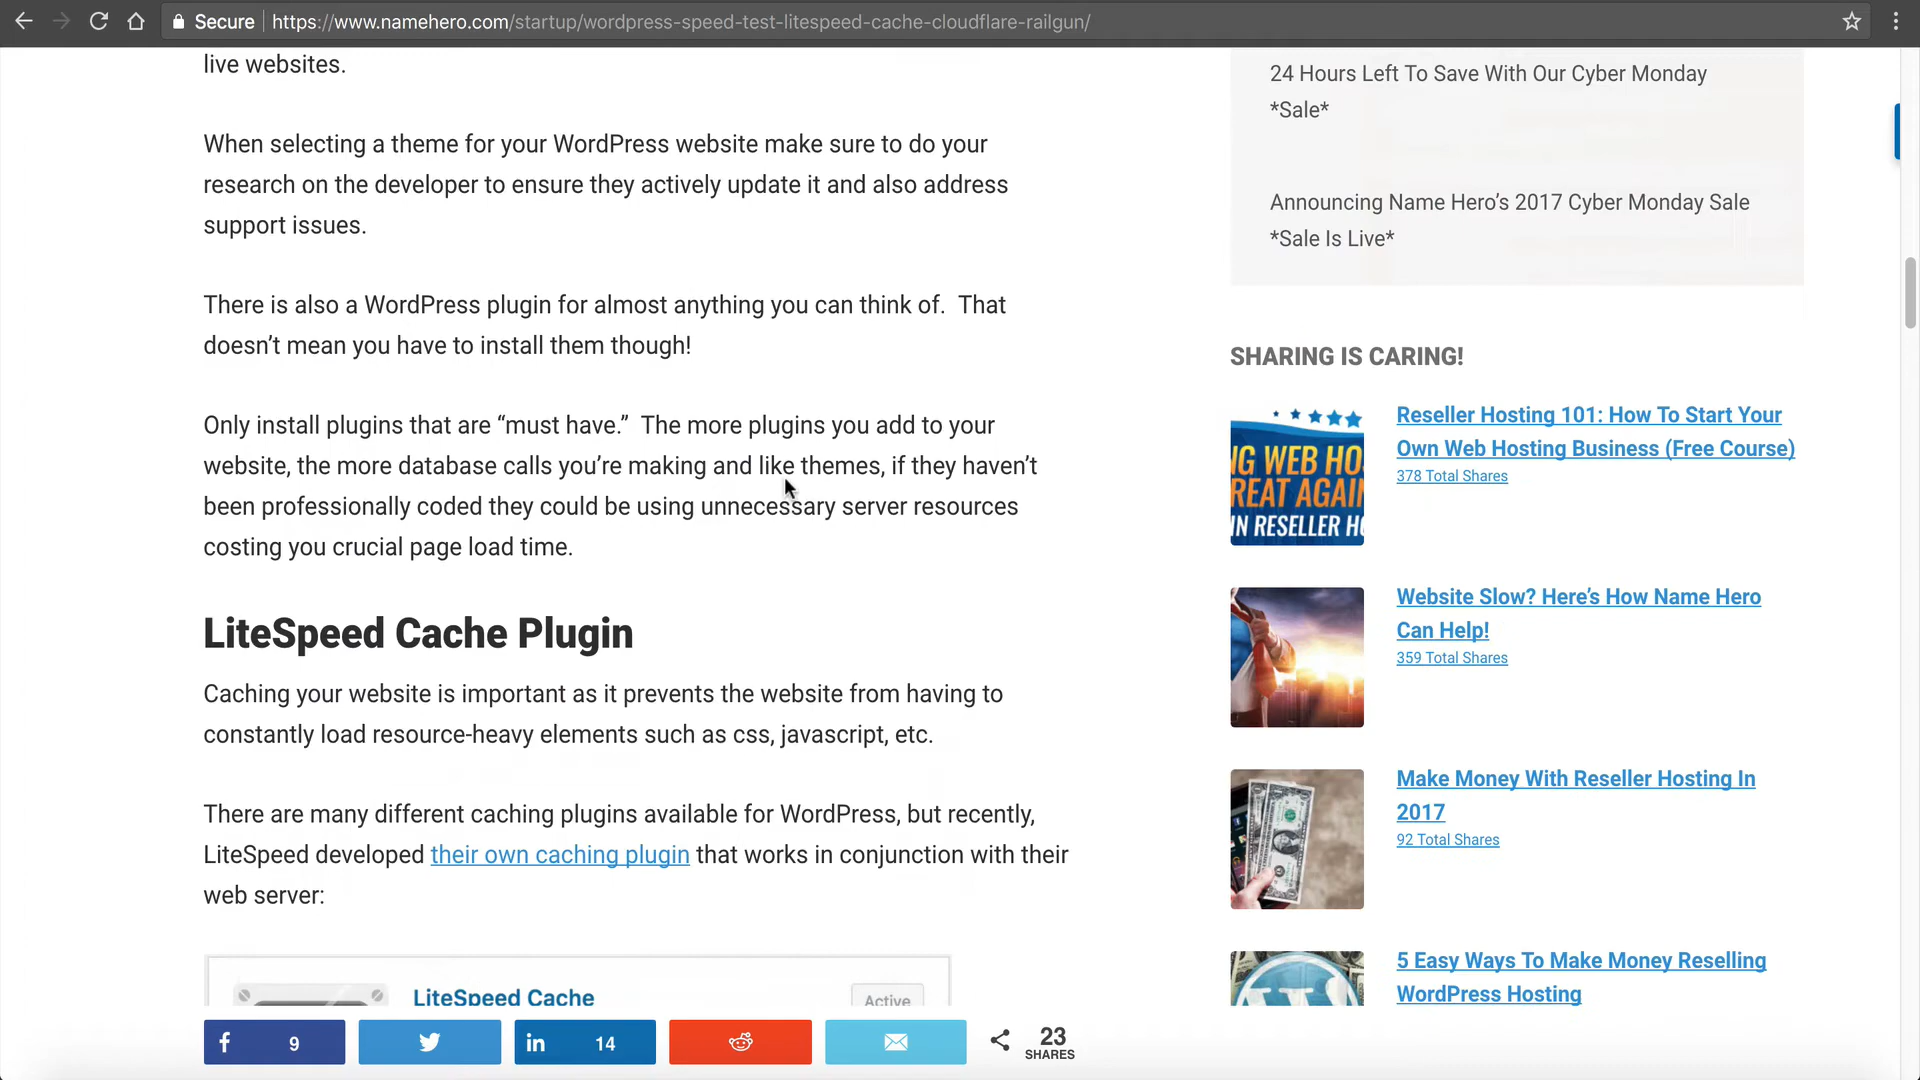 Secure
https://www.namehero.com/startup/wordpress-speed-test-litespeed-cache-cloudflare-railgun/
live websites.
When selecting a theme for your WordPress website make sure to do your
research on the developer to ensure they actively update it and also address
support issues.
There is also a WordPress plugin for almost anything you can think of.  That
doesn’t mean you have to install them though!
Only install plugins that are “must have.”  The more plugins you add to your
website, the more database calls you’re making and like themes, if they haven’t
been professionally coded they could be using unnecessary server resources
costing you crucial page load time.
LiteSpeed Cache Plugin
Caching your website is important as it prevents the website from having to
constantly load resource-heavy elements such as css, javascript, etc.
There are many different caching plugins available for WordPress, but recently,
LiteSpeed developed their own caching plugin that works in conjunction with their
web server:
LiteSpeed Cache
Active
9
14
23
SHARES
24 Hours Left To Save With Our Cyber Monday
*Sale*
Announcing Name Hero’s 2017 Cyber Monday Sale
*Sale Is Live*
SHARING IS CARING!
NG WEB HO
REAT AGAI
IN RESELLER H
Reseller Hosting 101: How To Start Your
Own Web Hosting Business (Free Course)
378 Total Shares
Website Slow? Here’s How Name Hero
Can Help!
359 Total Shares
Make Money With Reseller Hosting In
2017
92 Total Shares
5 Easy Ways To Make Money Reselling
WordPress Hosting